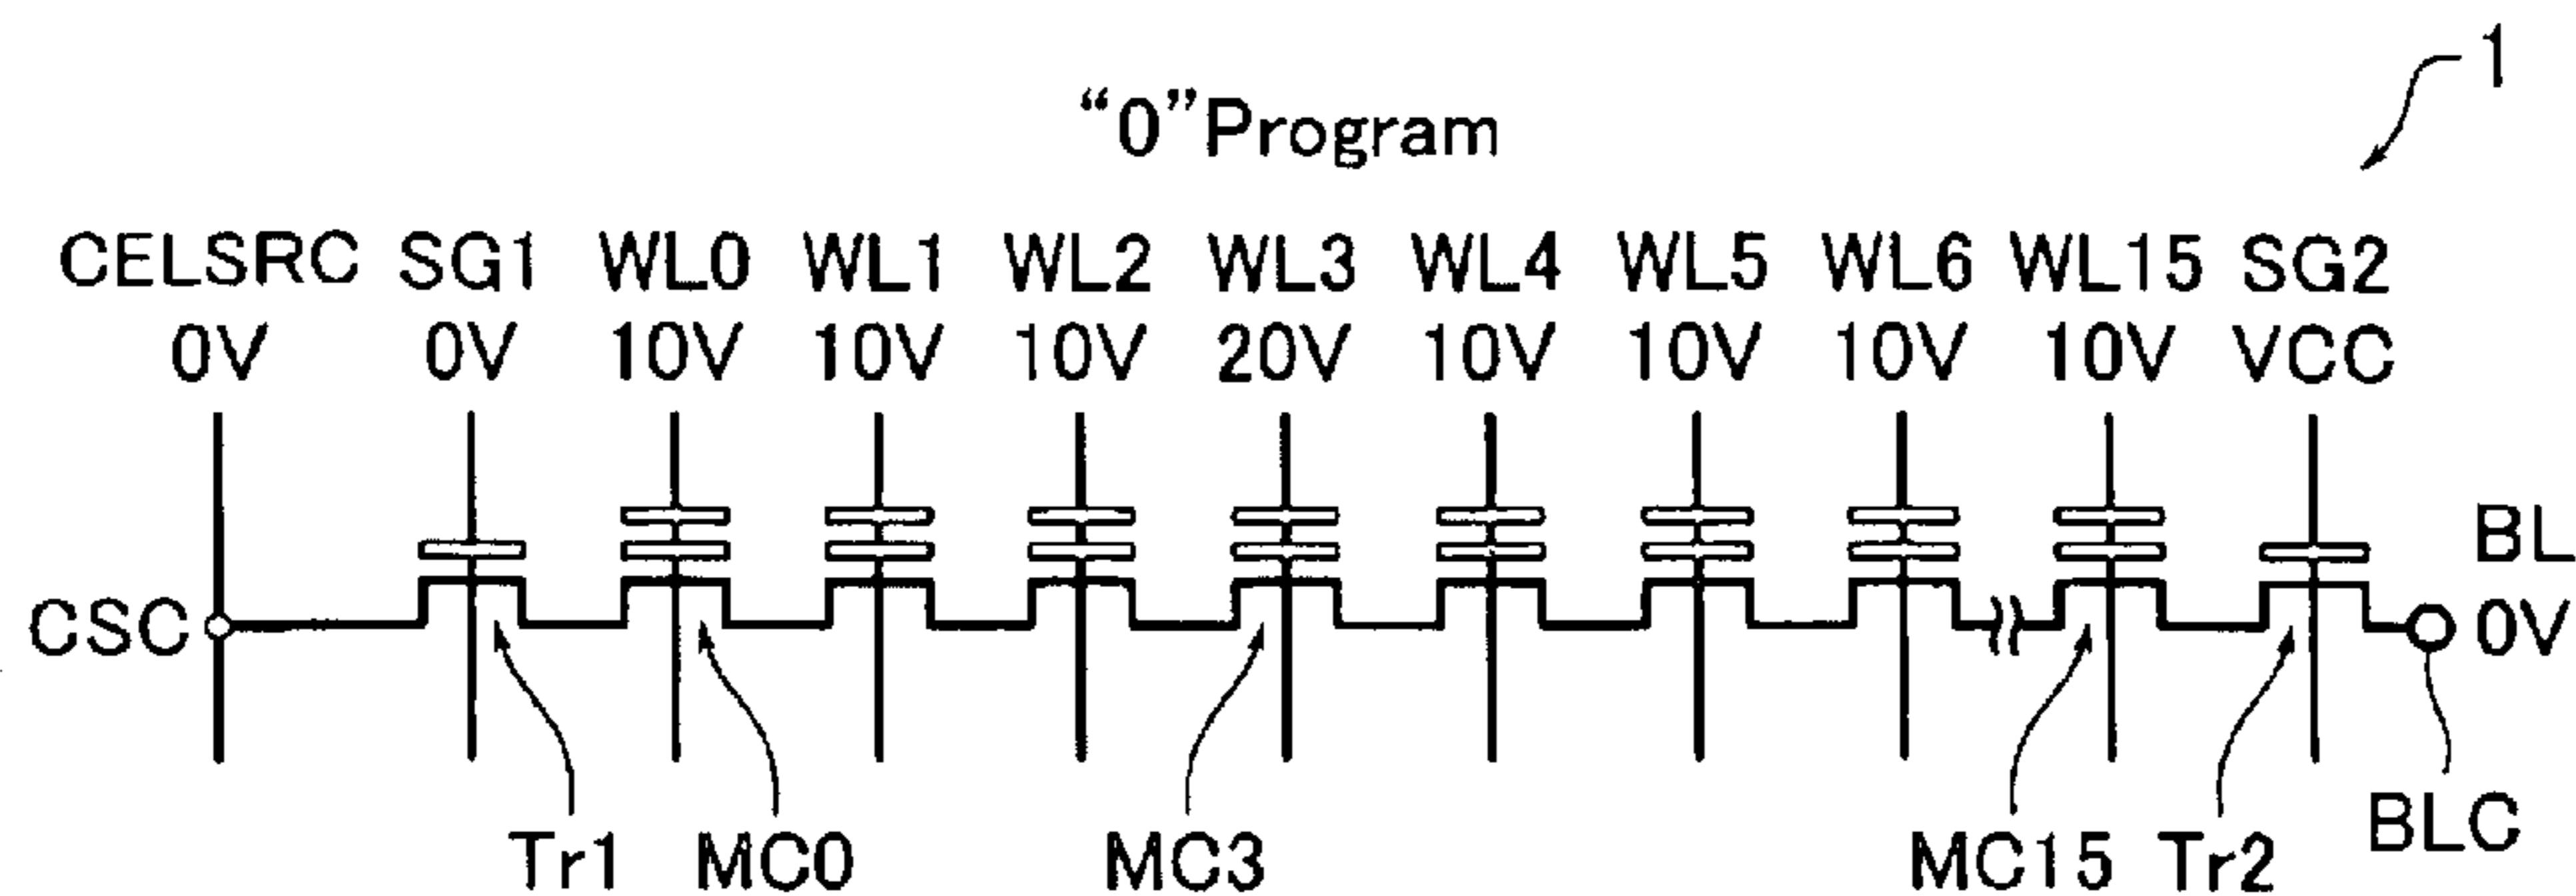 1
“0”Program
CELSRC SG1 WL0 WL1 WL2 WL3 WL4 WL5 WL6 WL15 SG2
0V 0V 10V 10V 10V 20V 10V 10V 10V 10V VCC
BL
CSC 0V
Tr1 MC0 MC3 MC15 Tr2 BLC